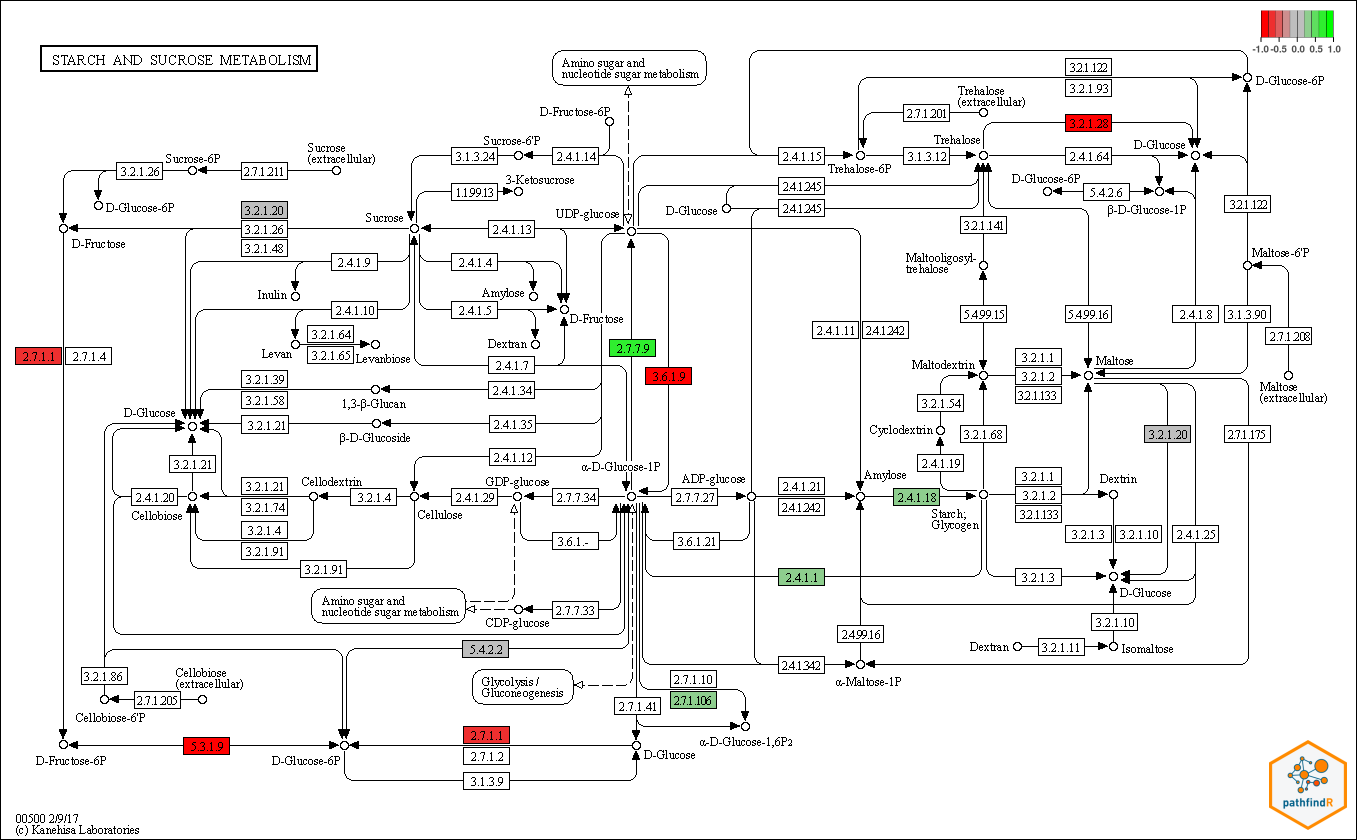 -1.0 -0.5 0.0 0.5 1.0
STARCH AND SUCROSE METABOLISM
Amino sugar and
nucleotide sugar metabolism
3.2.1.122
D-Glucose-6P
3.2.1.93
Trehalose
(extracellular)
2.7.1.201
D-Fructose-6P
3.2.1.28
Sucrose-6'P
Trehalose
D-Glucose
Sucrose
(extracellular)
Sucrose-6P
3.1.3.24
2.4.1.14
2.4.1.15
3.1.3.12
2.4.1.64
Trehalose-6P
3.2.1.26
2.7.1.211
3-Ketosucrose
1.1.99.13
2.4.1.245
D-Glucose-6P
5.4.2.6
D-Glucose-6P
3.2.1.20
UDP-glucose
D-Glucose
2.4.1.245
β-D-Glucose-1P
3.2.1.122
Sucrose
3.2.1.26
2.4.1.13
3.2.1.141
D-Fructose
3.2.1.48
Maltose-6'P
2.4.1.9
2.4.1.4
Maltooligosyl-
trehalose
Inulin
Amylose
2.4.1.10
2.4.1.5
D-Fructose
5.4.99.15
5.4.99.16
2.4.1.8
3.1.3.90
2.4.1.11
2.4.1.242
2.7.1.208
3.2.1.64
Levan
3.2.1.65
Levanbiose
Dextran
2.7.7.9
2.7.1.1
2.7.1.4
2.4.1.7
3.6.1.9
Maltodextrin
3.2.1.1
Maltose
3.2.1.2
3.2.1.133
Maltose
(extracellular)
3.2.1.39
2.4.1.34
3.2.1.58
1,3-β-Glucan
3.2.1.54
D-Glucose
3.2.1.21
2.4.1.35
β-D-Glucoside
Cyclodextrin
3.2.1.68
3.2.1.20
2.7.1.175
2.4.1.12
3.2.1.21
α-D-Glucose-1P
2.4.1.19
Cellodextrin
GDP-glucose
ADP-glucose
Amylose
3.2.1.1
Dextrin
3.2.1.21
2.4.1.21
2.4.1.20
3.2.1.4
2.4.1.29
2.7.7.34
2.7.7.27
2.4.1.18
3.2.1.2
3.2.1.74
2.4.1.242
3.2.1.133
Cellobiose
Cellulose
Starch;
Glycogen
3.2.1.4
3.6.1.-
3.6.1.21
3.2.1.3
3.2.1.10
2.4.1.25
3.2.1.91
3.2.1.91
2.4.1.1
3.2.1.3
D-Glucose
Amino sugar and
nucleotide sugar metabolism
2.7.7.33
CDP-glucose
3.2.1.10
2.4.99.16
5.4.2.2
Dextran
3.2.1.11
Isomaltose
2.4.1.342
α-Maltose-1P
3.2.1.86
Cellobiose
(extracellular)
Glycolysis /
Gluconeogenesis
2.7.1.10
2.7.1.205
2.7.1.106
2.7.1.41
Cellobiose-6'P
2.7.1.1
α-D-Glucose-1,6P2
5.3.1.9
D-Fructose-6P
D-Glucose-6P
2.7.1.2
D-Glucose
3.1.3.9
00500 2/9/17
(c) Kanehisa Laboratories
pathfindR